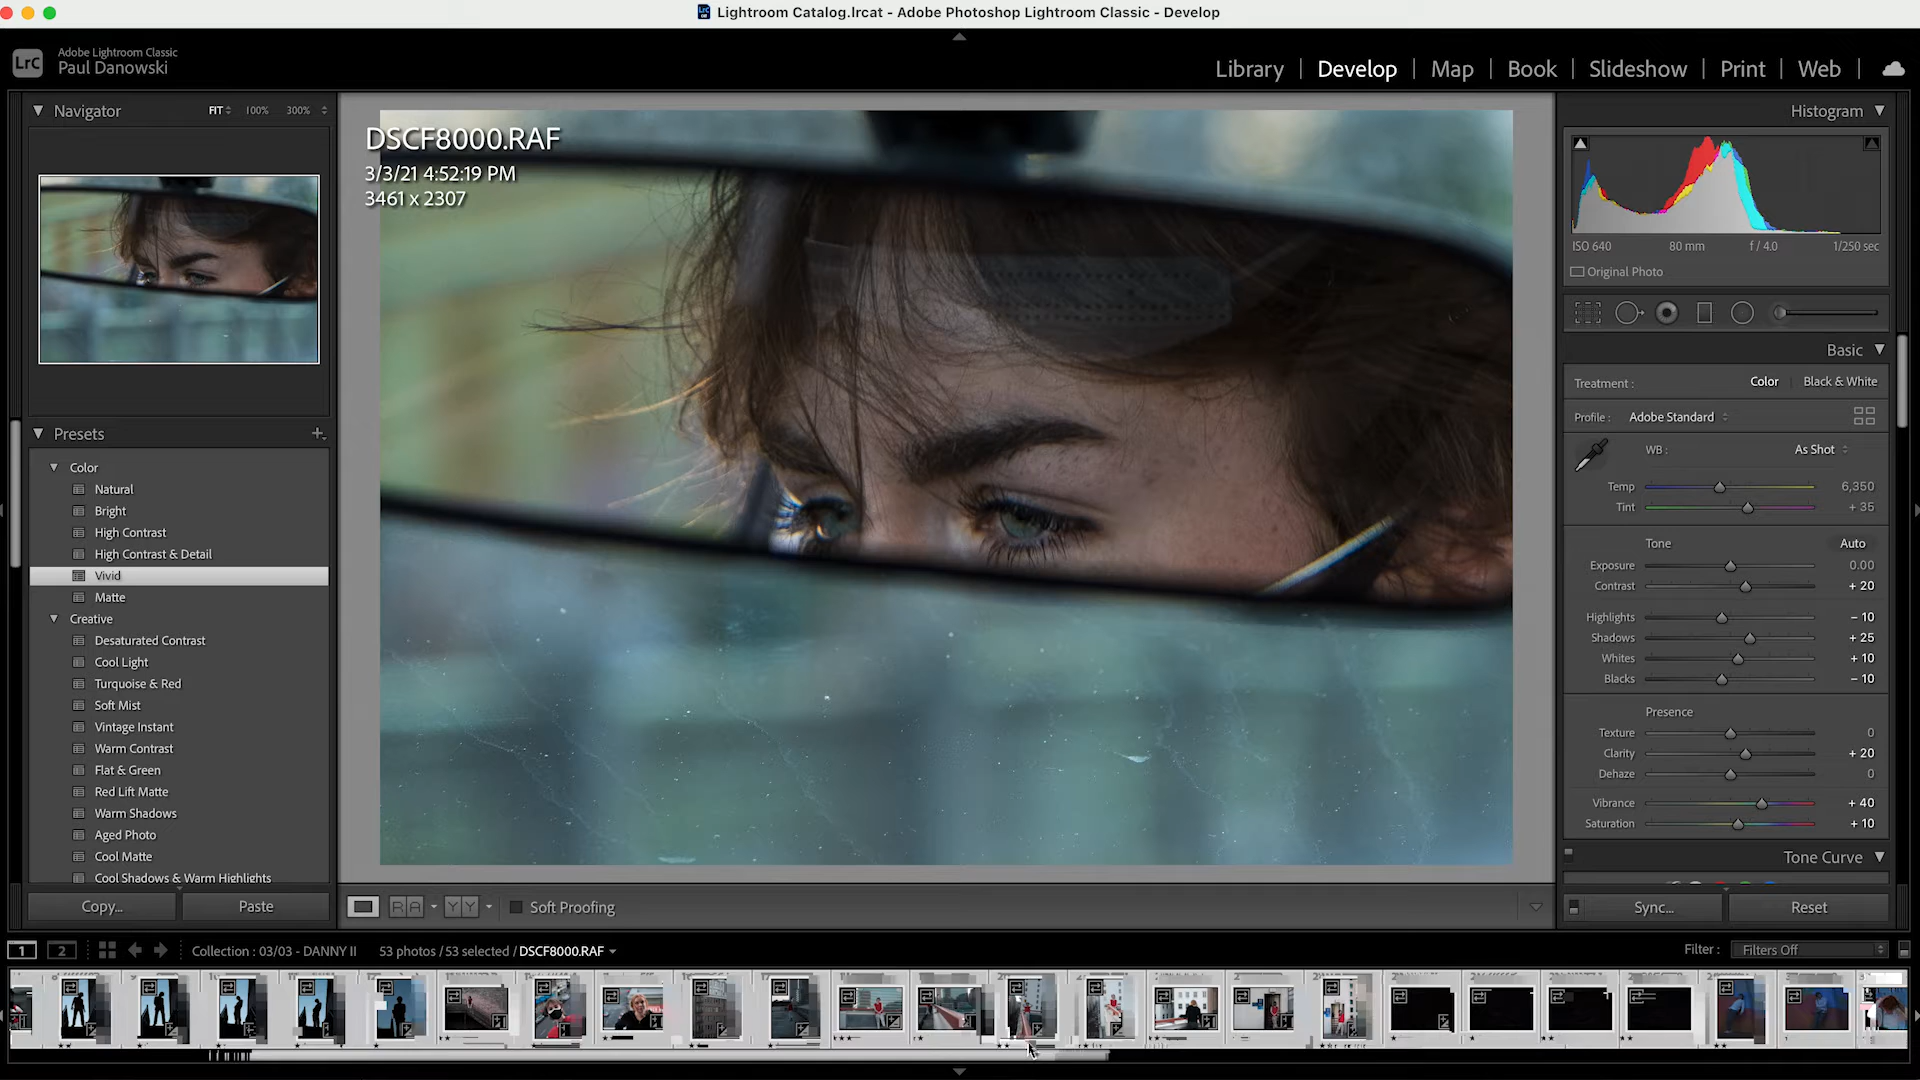 Lightroom Catalog.lrcat - Adobe Photoshop Lightroom Classic - Develop
LrC
Adobe Lightroom Classic
Paul Danowski
Library | Develop | Map | Book | Slideshow | Print | Web
Navigator FIT 100% 300%
DSCF8000.RAF
3/3/21 4:52:19 PM
3461 x 2307
Presets
Color
Natural
Bright
High Contrast
High Contrast & Detail
Vivid
Matte
Creative
Desaturated Contrast
Cool Light
Turquoise & Red
Soft Mist
Vintage Instant
Warm Contrast
Flat & Green
Red Lift Matte
Warm Shadows
Aged Photo
Cool Matte
Cool Shadows & Warm Highlights
Copy... Paste
RA YY Soft Proofing
Histogram
ISO 640 80 mm f / 4.0 1/250 sec
Original Photo
Basic
Treatment : Color Black & White
Profile : Adobe Standard
WB : As Shot
Temp 6,350
Tint + 35
Tone Auto
Exposure 0.00
Contrast + 20
Highlights – 10
Shadows + 25
Whites + 10
Blacks – 10
Presence
Texture 0
Clarity + 20
Dehaze 0
Vibrance + 40
Saturation + 10
Tone Curve
Sync... Reset
1 2 Collection : 03/03 - DANNY II 53 photos / 53 selected / DSCF8000.RAF Filter : Filters Off